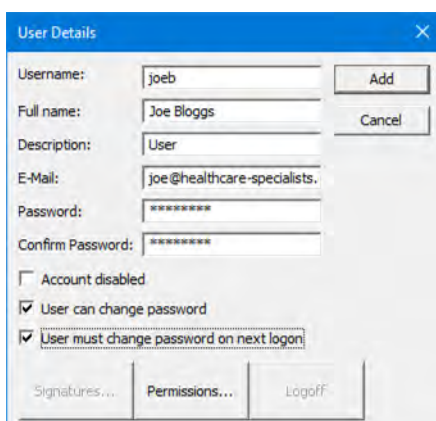 User Details
Username: joeb Add
Full name: Joe Bloggs Cancel
Description: User
E-Mail: joe@healthcare-specialists.
Password: ********
Confirm Password: ********
Account disabled
User can change password
User must change password on next logon
Signatures... Permissions... Logoff